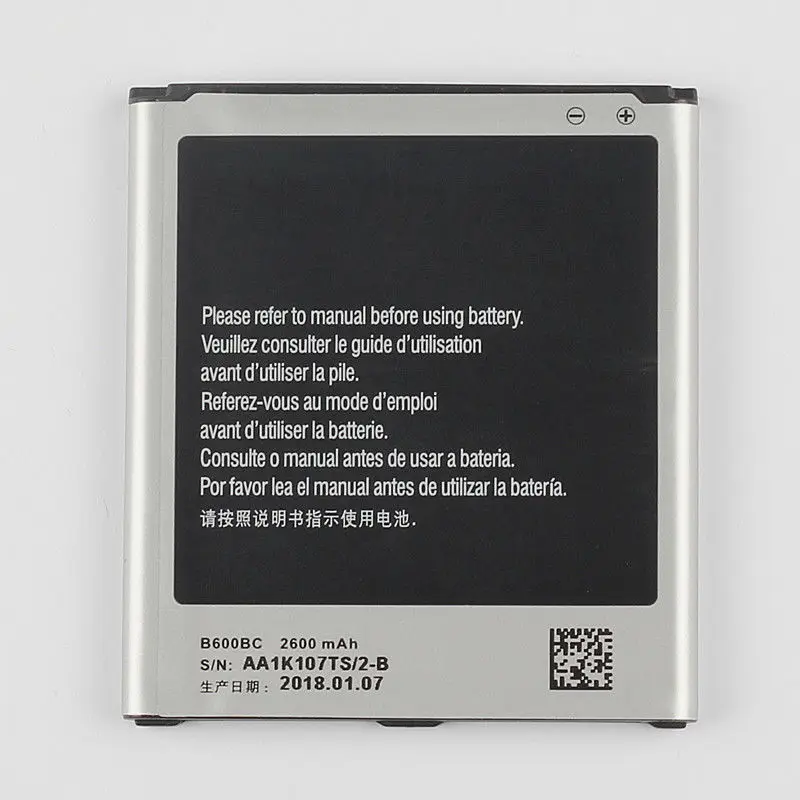 Please refer to manual before using battery.
Veuillez consulter le guide d'utilisation
avant d'utiliser la pile.
Referez-vous au mode d'emploi
avant d'utiliser la batterie.
Consulte o manual antes de usar a bateria.
Por favor lea el manual antes de utilizar la batería.
请按照说明书指示使用电池.
B600BC 2600 mAh
S/N: AA1K107TS/2-B
生产日期: 2018.01.07